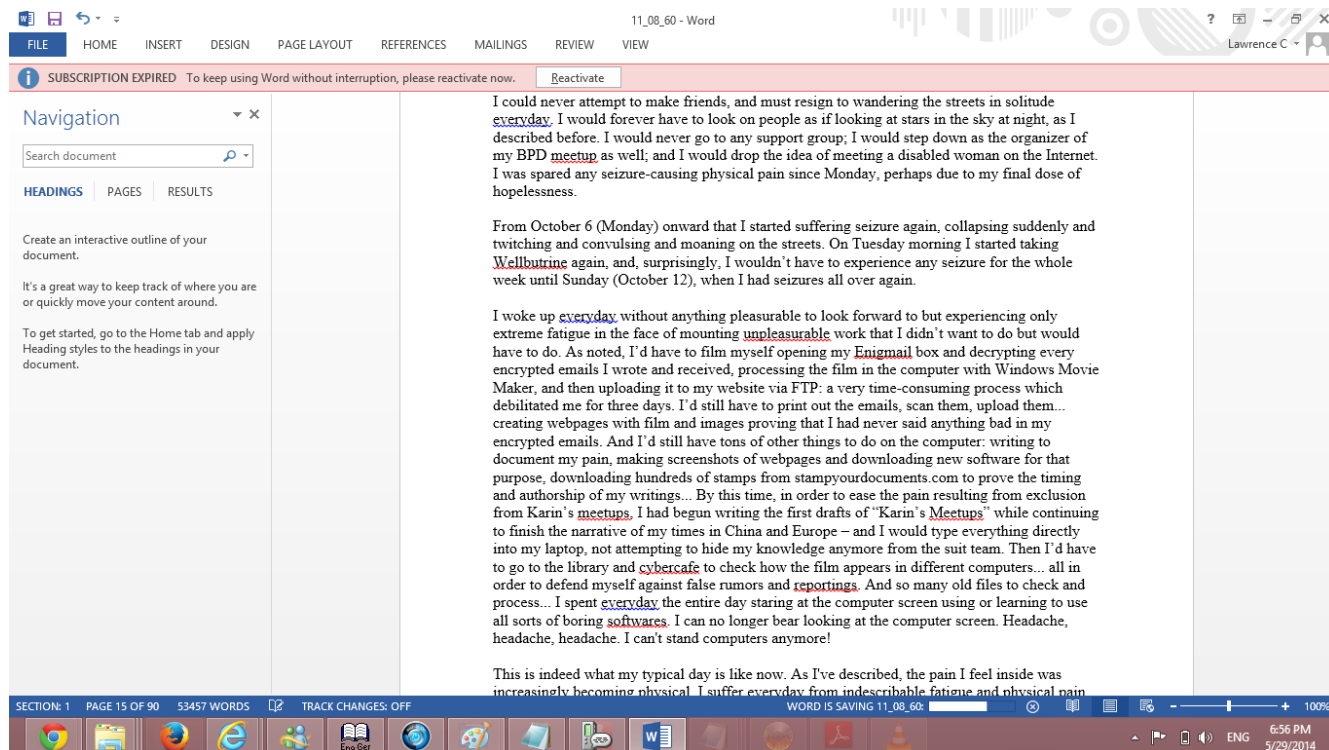 11_08_60 - Word
?
FILE HOME INSERT DESIGN PAGE LAYOUT REFERENCES MAILINGS REVIEW VIEW
Lawrence C
SUBSCRIPTION EXPIRED To keep using Word without interruption, please reactivate now. Reactivate
Navigation
Search document
HEADINGS PAGES RESULTS
Create an interactive outline of your
document.
It's a great way to keep track of where you are
or quickly move your content around.
To get started, go to the Home tab and apply
Heading styles to the headings in your
document.
I could never attempt to make friends, and must resign to wandering the streets in solitude
everyday. I would forever have to look on people as if looking at stars in the sky at night, as I
described before. I would never go to any support group; I would step down as the organizer of
my BPD meetup as well; and I would drop the idea of meeting a disabled woman on the Internet.
I was spared any seizure-causing physical pain since Monday, perhaps due to my final dose of
hopelessness.
From October 6 (Monday) onward that I started suffering seizure again, collapsing suddenly and
twitching and convulsing and moaning on the streets. On Tuesday morning I started taking
Wellbutrine again, and, surprisingly, I wouldn't have to experience any seizure for the whole
week until Sunday (October 12), when I had seizures all over again.
I woke up everyday without anything pleasurable to look forward to but experiencing only
extreme fatigue in the face of mounting unpleasurable work that I didn't want to do but would
have to do. As noted, I'd have to film myself opening my Enigmail box and decrypting every
encrypted emails I wrote and received, processing the film in the computer with Windows Movie
Maker, and then uploading it to my website via FTP: a very time-consuming process which
debilitated me for three days. I'd still have to print out the emails, scan them, upload them...
creating webpages with film and images proving that I had never said anything bad in my
encrypted emails. And I'd still have tons of other things to do on the computer: writing to
document my pain, making screenshots of webpages and downloading new software for that
purpose, downloading hundreds of stamps from stampyourdocuments.com to prove the timing
and authorship of my writings... By this time, in order to ease the pain resulting from exclusion
from Karin's meetups, I had begun writing the first drafts of “Karin's Meetups” while continuing
to finish the narrative of my times in China and Europe – and I would type everything directly
into my laptop, not attempting to hide my knowledge anymore from the suit team. Then I'd have
to go to the library and cybercafe to check how the film appears in different computers... all in
order to defend myself against false rumors and reportings. And so many old files to check and
process... I spent everyday the entire day staring at the computer screen using or learning to use
all sorts of boring softwares. I can no longer bear looking at the computer screen. Headache,
headache, headache. I can't stand computers anymore!
This is indeed what my typical day is like now. As I've described, the pain I feel inside was
increasingly becoming physical. I suffer everyday from indescribable fatigue and physical pain
SECTION: 1 PAGE 15 OF 90 53457 WORDS TRACK CHANGES: OFF WORD IS SAVING 11_08_60: 100%
Eng Ger
ENG
6:56 PM
5/29/2014